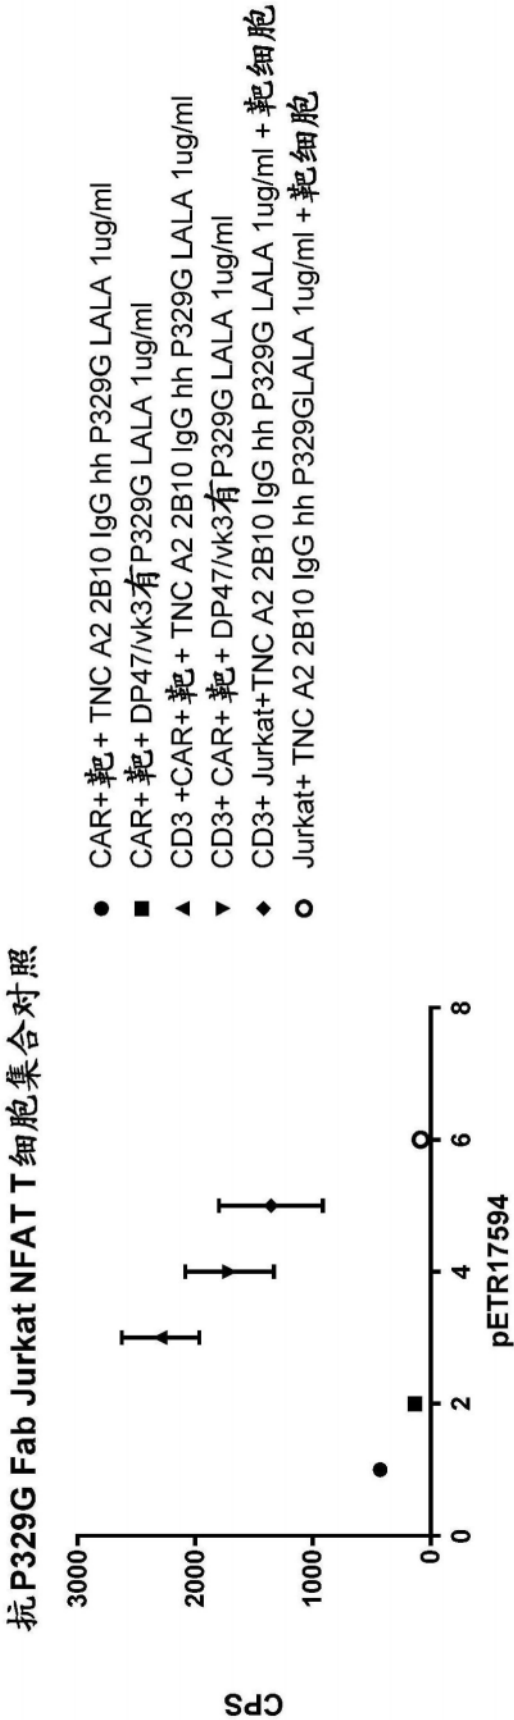 抗P329G Fab Jurkat NFAT T细胞集合对照
CPS
3000
2000
1000
0
0
2
4
6
8
pETR17594
CAR+靶+ TNC A2 2B10 IgG hh P329G LALA 1ug/ml
CAR+靶+ DP47/vk3有P329G LALA 1ug/ml
CD3 +CAR+靶+ TNC A2 2B10 IgG hh P329G LALA 1ug/ml
CD3+ CAR+靶+ DP47/vk3有P329G LALA 1ug/ml
CD3+ Jurkat+TNC A2 2B10 IgG hh P329G LALA 1ug/ml +靶细胞
Jurkat+ TNC A2 2B10 IgG hh P329GLALA 1ug/ml +靶细胞